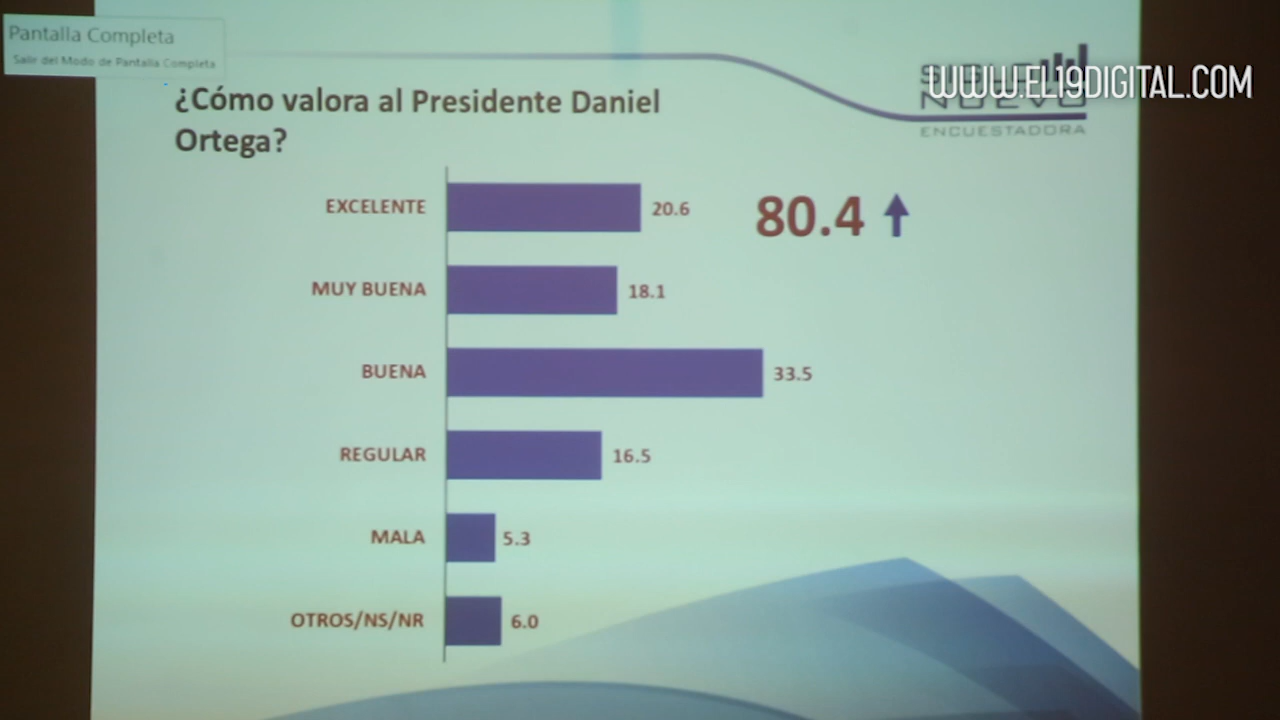 Pantalla Completa
Salir del Modo de Pantalla Completa
WWW.EL19DIGITAL.COM
NUEVO
ENCUESTADORA
¿Cómo valora al Presidente Daniel
Ortega?
EXCELENTE 20.6 80.4
MUY BUENA 18.1
BUENA 33.5
REGULAR 16.5
MALA 5.3
OTROS/NS/NR 6.0